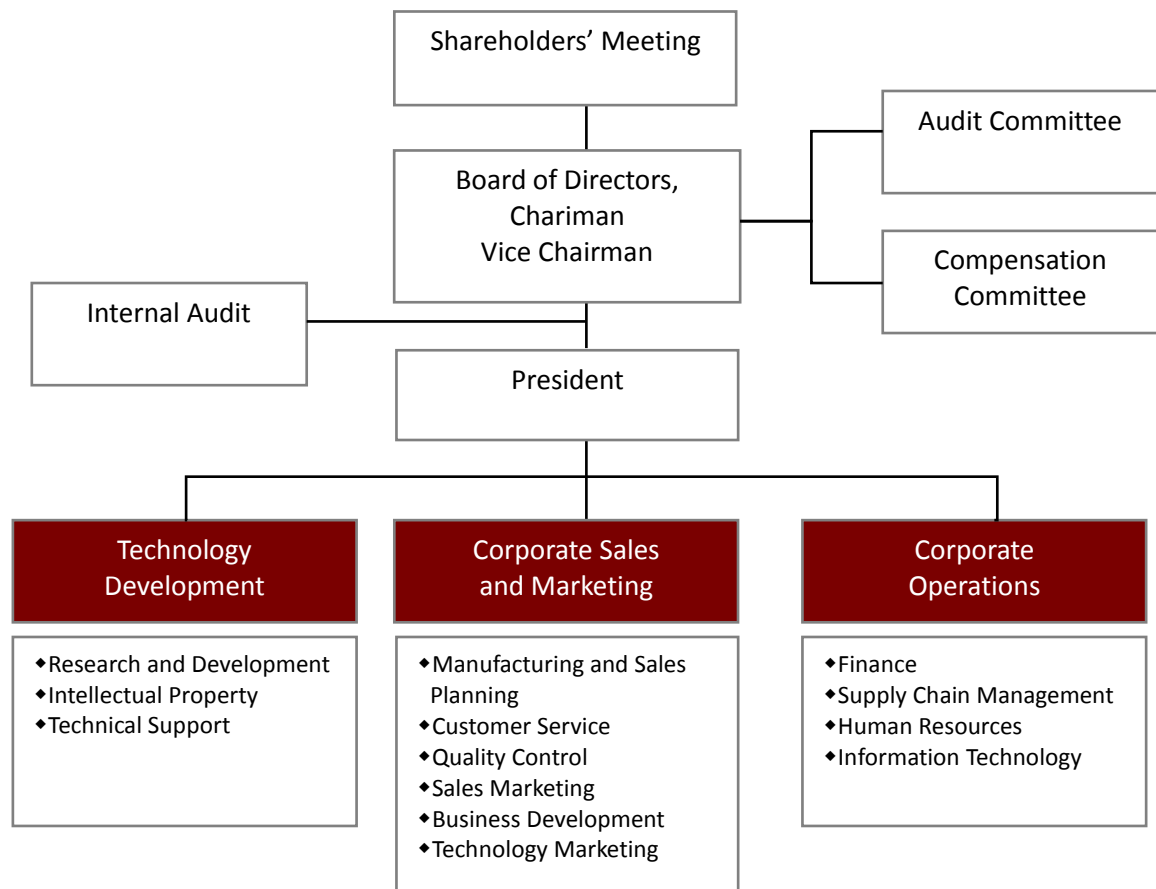 Shareholders’ Meeting
Audit Committee
Board of Directors,
Chariman
Vice Chairman
Compensation
Committee
Internal Audit
President
Technology
Development
Corporate Sales
and Marketing
Corporate
Operations
◆Research and Development
◆Intellectual Property
◆Technical Support
◆Manufacturing and Sales
Planning
◆Customer Service
◆Quality Control
◆Sales Marketing
◆Business Development
◆Technology Marketing
◆Finance
◆Supply Chain Management
◆Human Resources
◆Information Technology